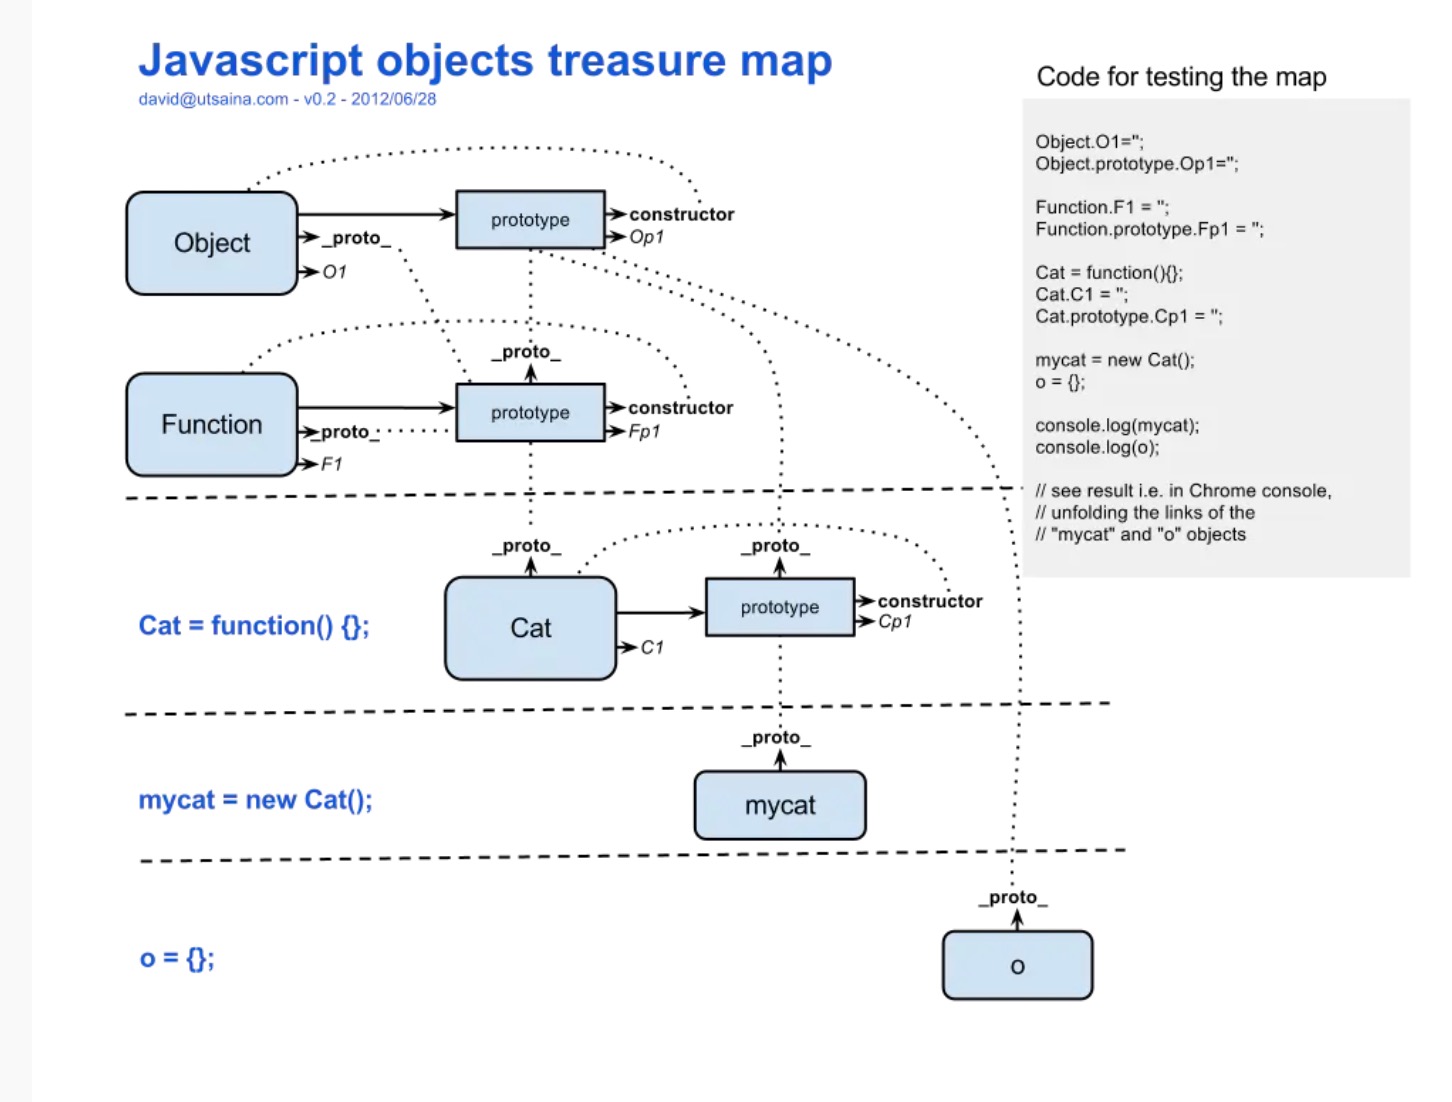 Javascript objects treasure map
david@utsaina.com - v0.2 - 2012/06/28
Object
_proto_
O1
prototype
constructor
Op1
Function
_proto_
F1
_proto_
prototype
constructor
Fp1
Cat = function() {};
_proto_
Cat
C1
_proto_
prototype
constructor
Cp1
mycat = new Cat();
_proto_
mycat
o = {};
_proto_
o
Code for testing the map
Object.O1='';
Object.prototype.Op1='';
Function.F1 = '';
Function.prototype.Fp1 = '';
Cat = function(){};
Cat.C1 = '';
Cat.prototype.Cp1 = '';
mycat = new Cat();
o = {};
console.log(mycat);
console.log(o);
// see result i.e. in Chrome console,
// unfolding the links of the
// "mycat" and "o" objects